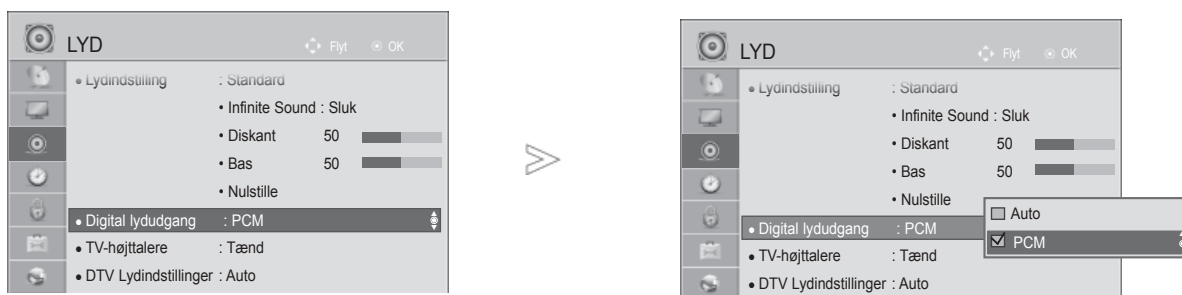 LYD Flyt OK
• Lydindstilling : Standard
• Infinite Sound : Sluk
• Diskant 50
• Bas 50
• Nulstille
• Digital lydudgang : PCM
• TV-højttalere : Tænd
• DTV Lydindstillinger : Auto
LYD Flyt OK
• Lydindstilling : Standard
• Infinite Sound : Sluk
• Diskant 50
• Bas 50
• Nulstille
• Digital lydudgang : PCM
• TV-højttalere : Tænd
• DTV Lydindstillinger : Auto
Auto
PCM